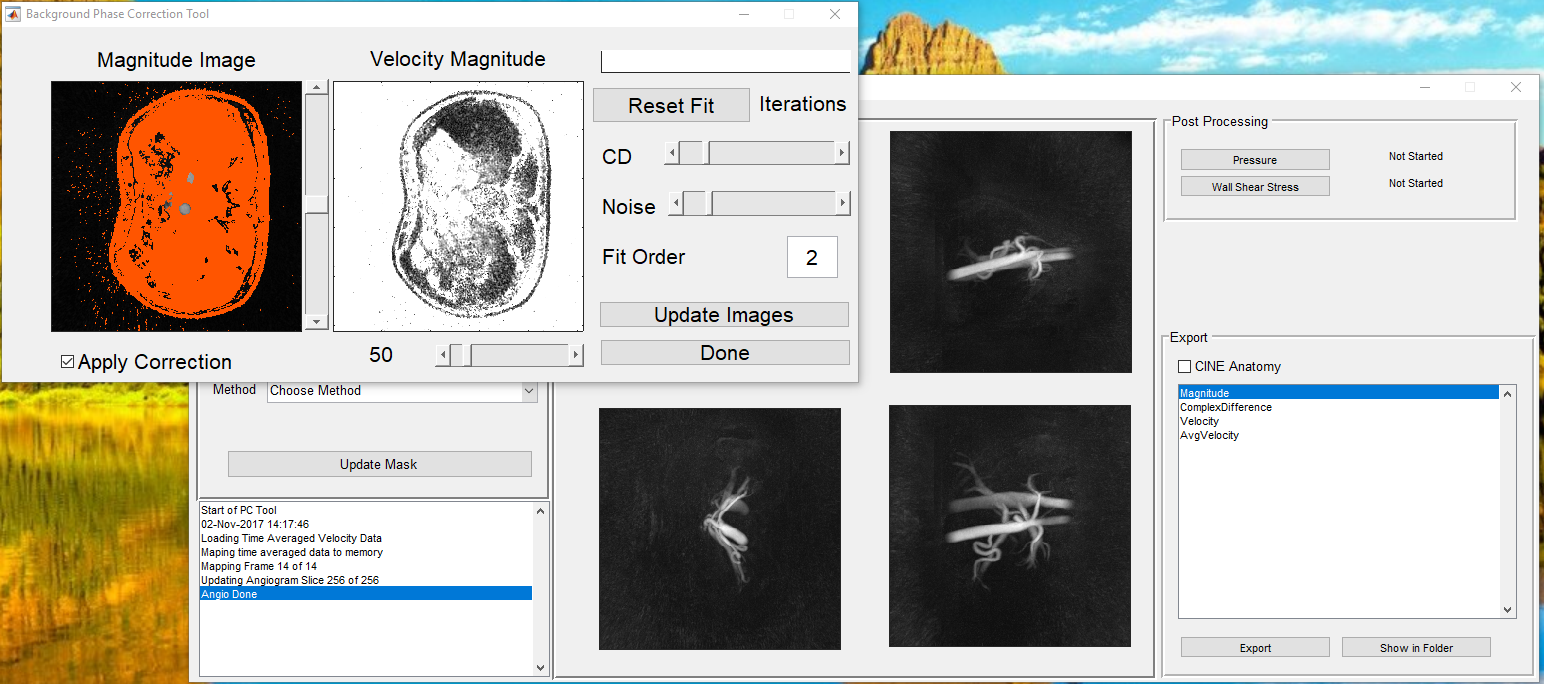 Background Phase Correction Tool
Magnitude Image
Velocity Magnitude
Reset Fit
Iterations
CD
Noise
Fit Order
2
Update Images
Done
Apply Correction
50
Method
Choose Method
Update Mask
Start of PC Tool
02-Nov-2017 14:17:46
Loading Time Averaged Velocity Data
Maping time averaged data to memory
Mapping Frame 14 of 14
Updating Angiogram Slice 256 of 256
Angio Done
Post Processing
Pressure
Not Started
Wall Shear Stress
Not Started
Export
CINE Anatomy
Magnitude
ComplexDifference
Velocity
AvgVelocity
Export
Show in Folder